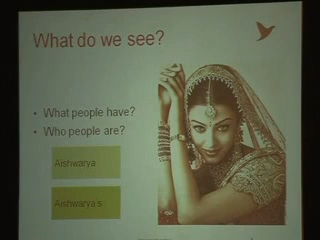 What do we see?
• What people have?
• Who people are?
Aishwarya
Aishwarya s